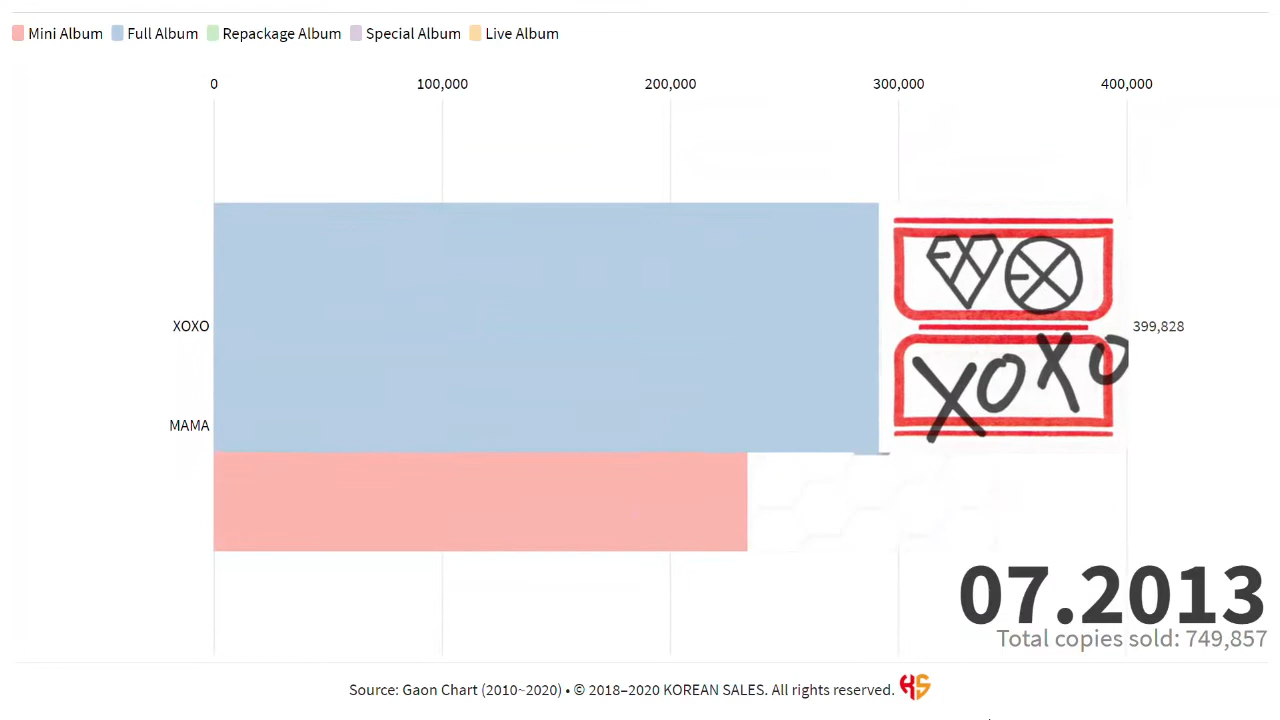 Mini Album Full Album Repackage Album Special Album Live Album
0 100,000 200,000 300,000 400,000
EXO EX
XOXO 399,828
XOXO
MAMA
07.2013
Total copies sold: 749,857
Source: Gaon Chart (2010~2020) • © 2018–2020 KOREAN SALES. All rights reserved. KS